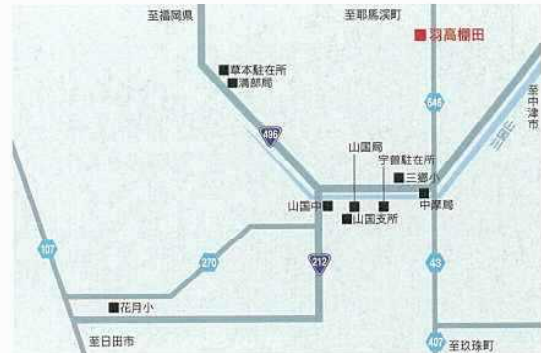 至福岡県
至耶馬渓町
羽高棚田
草本駐在所
溝部局
至中津市
646
496
山国川
山国局
宇曽駐在所
三郷小
山国中
中摩局
山国支所
107
270
212
43
花月小
至日田市
407
至玖珠町